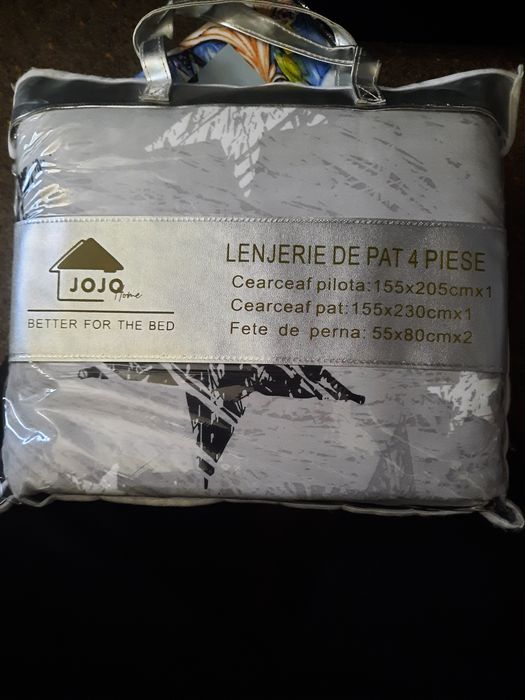 JOJO
Home
BETTER FOR THE BED
LENJERIE DE PAT 4 PIESE
Cearceaf pilota:155x205cmx1
Cearceaf pat:155x230cmx1
Fete de perna: 55x80cmx2